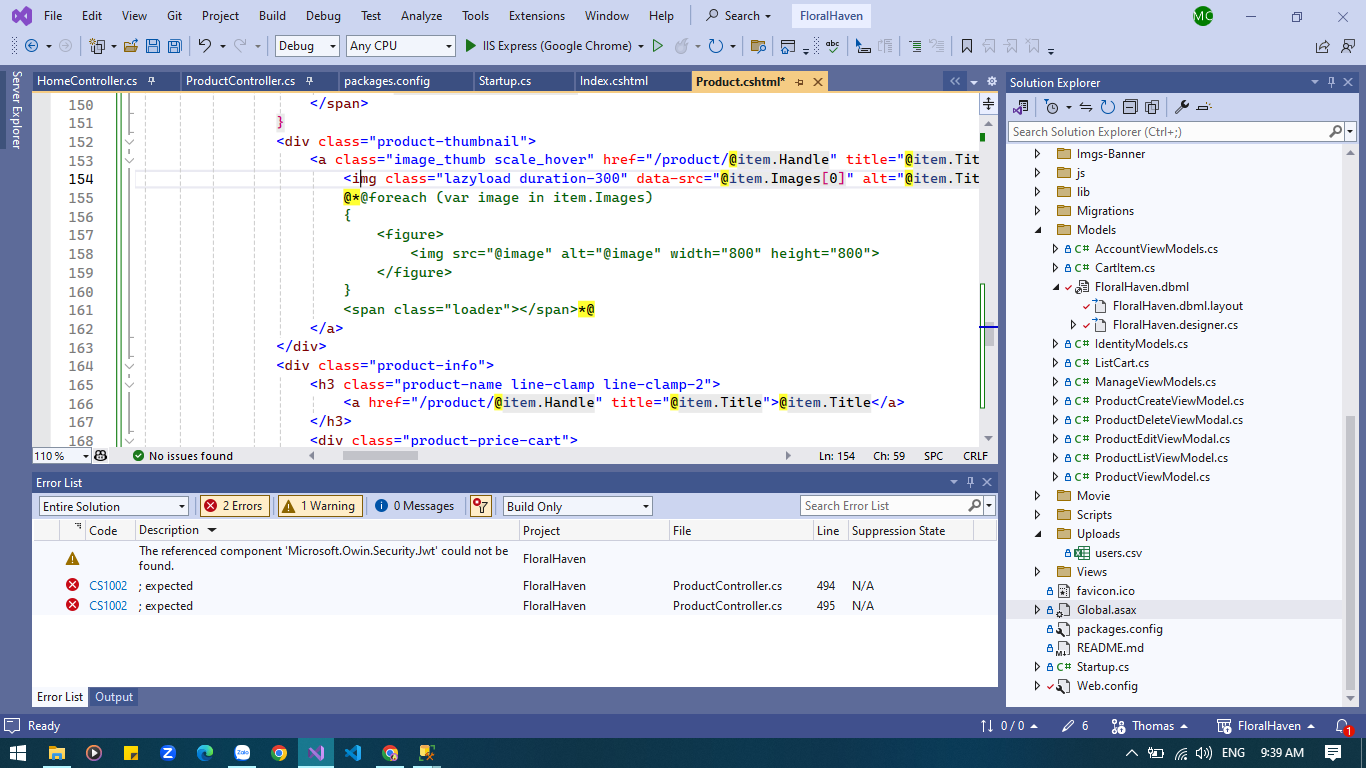 File Edit View Git Project Build Debug Test Analyze Tools Extensions Window Help Search FloralHaven MC
Debug Any CPU IIS Express (Google Chrome)
Server Explorer
HomeController.cs ProductController.cs packages.config Startup.cs Index.cshtml Product.cshtml*
150 </span>
151 }
152 <div class="product-thumbnail">
153 <a class="image_thumb scale_hover" href="/product/@item.Handle" title="@item.Tit
154 <img class="lazyload duration-300" data-src="@item.Images[0]" alt="@item.Tit
155 @*@foreach (var image in item.Images)
156 {
157 <figure>
158 <img src="@image" alt="@image" width="800" height="800">
159 </figure>
160 }
161 <span class="loader"></span>*@
162 </a>
163 </div>
164 <div class="product-info">
165 <h3 class="product-name line-clamp line-clamp-2">
166 <a href="/product/@item.Handle" title="@item.Title">@item.Title</a>
167 </h3>
168 <div class="product-price-cart">
110 % No issues found Ln: 154 Ch: 59 SPC CRLF
Error List
Entire Solution 2 Errors 1 Warning 0 Messages Build Only Search Error List
Code Description Project File Line Suppression State
The referenced component 'Microsoft.Owin.Security.Jwt' could not be
found. FloralHaven
CS1002 ; expected FloralHaven ProductController.cs 494 N/A
CS1002 ; expected FloralHaven ProductController.cs 495 N/A
Error List Output
Solution Explorer
Search Solution Explorer (Ctrl+;)
Imgs-Banner
js
lib
Migrations
Models
C# AccountViewModels.cs
C# CartItem.cs
FloralHaven.dbml
FloralHaven.dbml.layout
FloralHaven.designer.cs
C# IdentityModels.cs
C# ListCart.cs
C# ManageViewModels.cs
C# ProductCreateViewModel.cs
C# ProductDeleteViewModal.cs
C# ProductEditViewModal.cs
C# ProductListViewModel.cs
C# ProductViewModel.cs
Movie
Scripts
Uploads
users.csv
Views
favicon.ico
Global.asax
packages.config
README.md
C# Startup.cs
Web.config
Ready 0 / 0 6 Thomas FloralHaven 1
Zalo ENG 9:39 AM